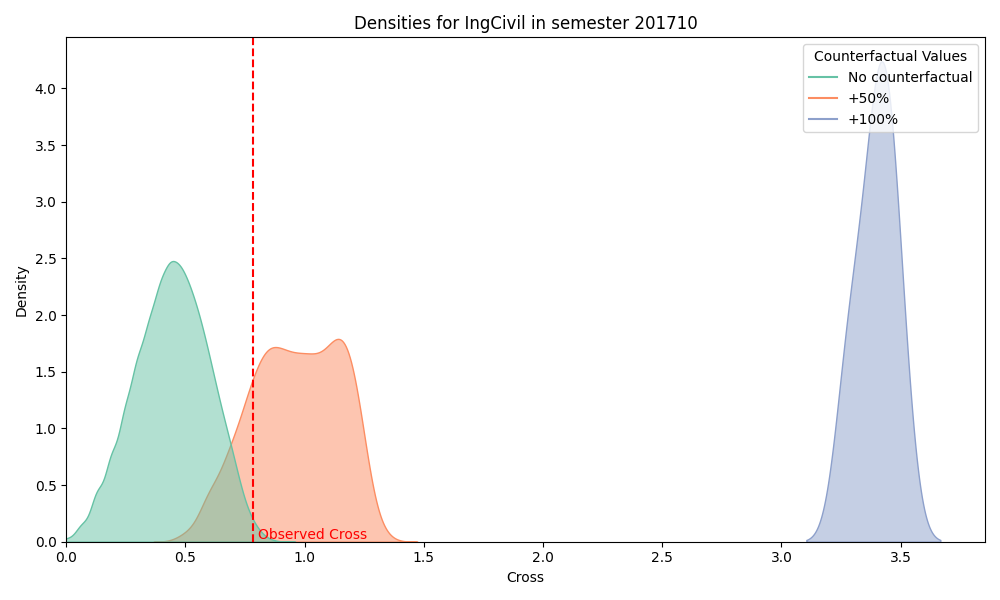 Densities for IngCivil in semester 201710
Counterfactual Values
No counterfactual
+50%
+100%
4.0
3.5
3.0
2.5
2.0
1.5
1.0
0.5
0.0
Density
Observed Cross
0.0 0.5 1.0 1.5 2.0 2.5 3.0 3.5
Cross